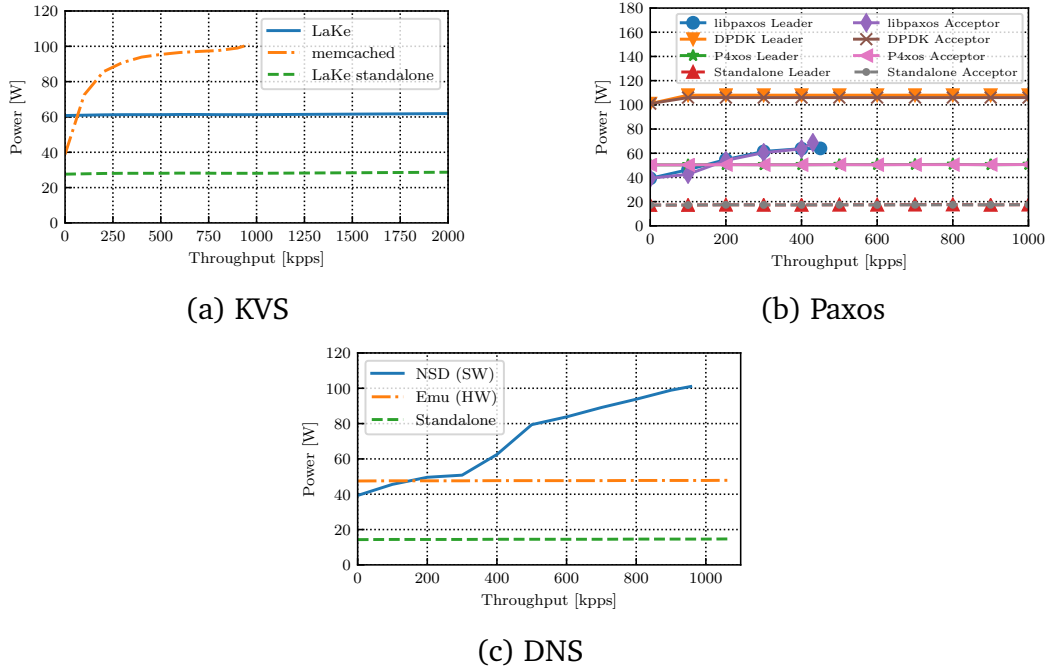 120
100
80
60
40
20
0
Power [W]
LaKe
memcached
LaKe standalone
0 250 500 750 1000 1250 1500 1750 2000
Throughput [kpps]
(a) KVS
180
160
140
120
100
80
60
40
20
0
Power [W]
libpaxos Leader
DPDK Leader
P4xos Leader
Standalone Leader
libpaxos Acceptor
DPDK Acceptor
P4xos Acceptor
Standalone Acceptor
0 200 400 600 800 1000
Throughput [kpps]
(b) Paxos
120
100
80
60
40
20
0
Power [W]
NSD (SW)
Emu (HW)
Standalone
0 200 400 600 800 1000
Throughput [kpps]
(c) DNS